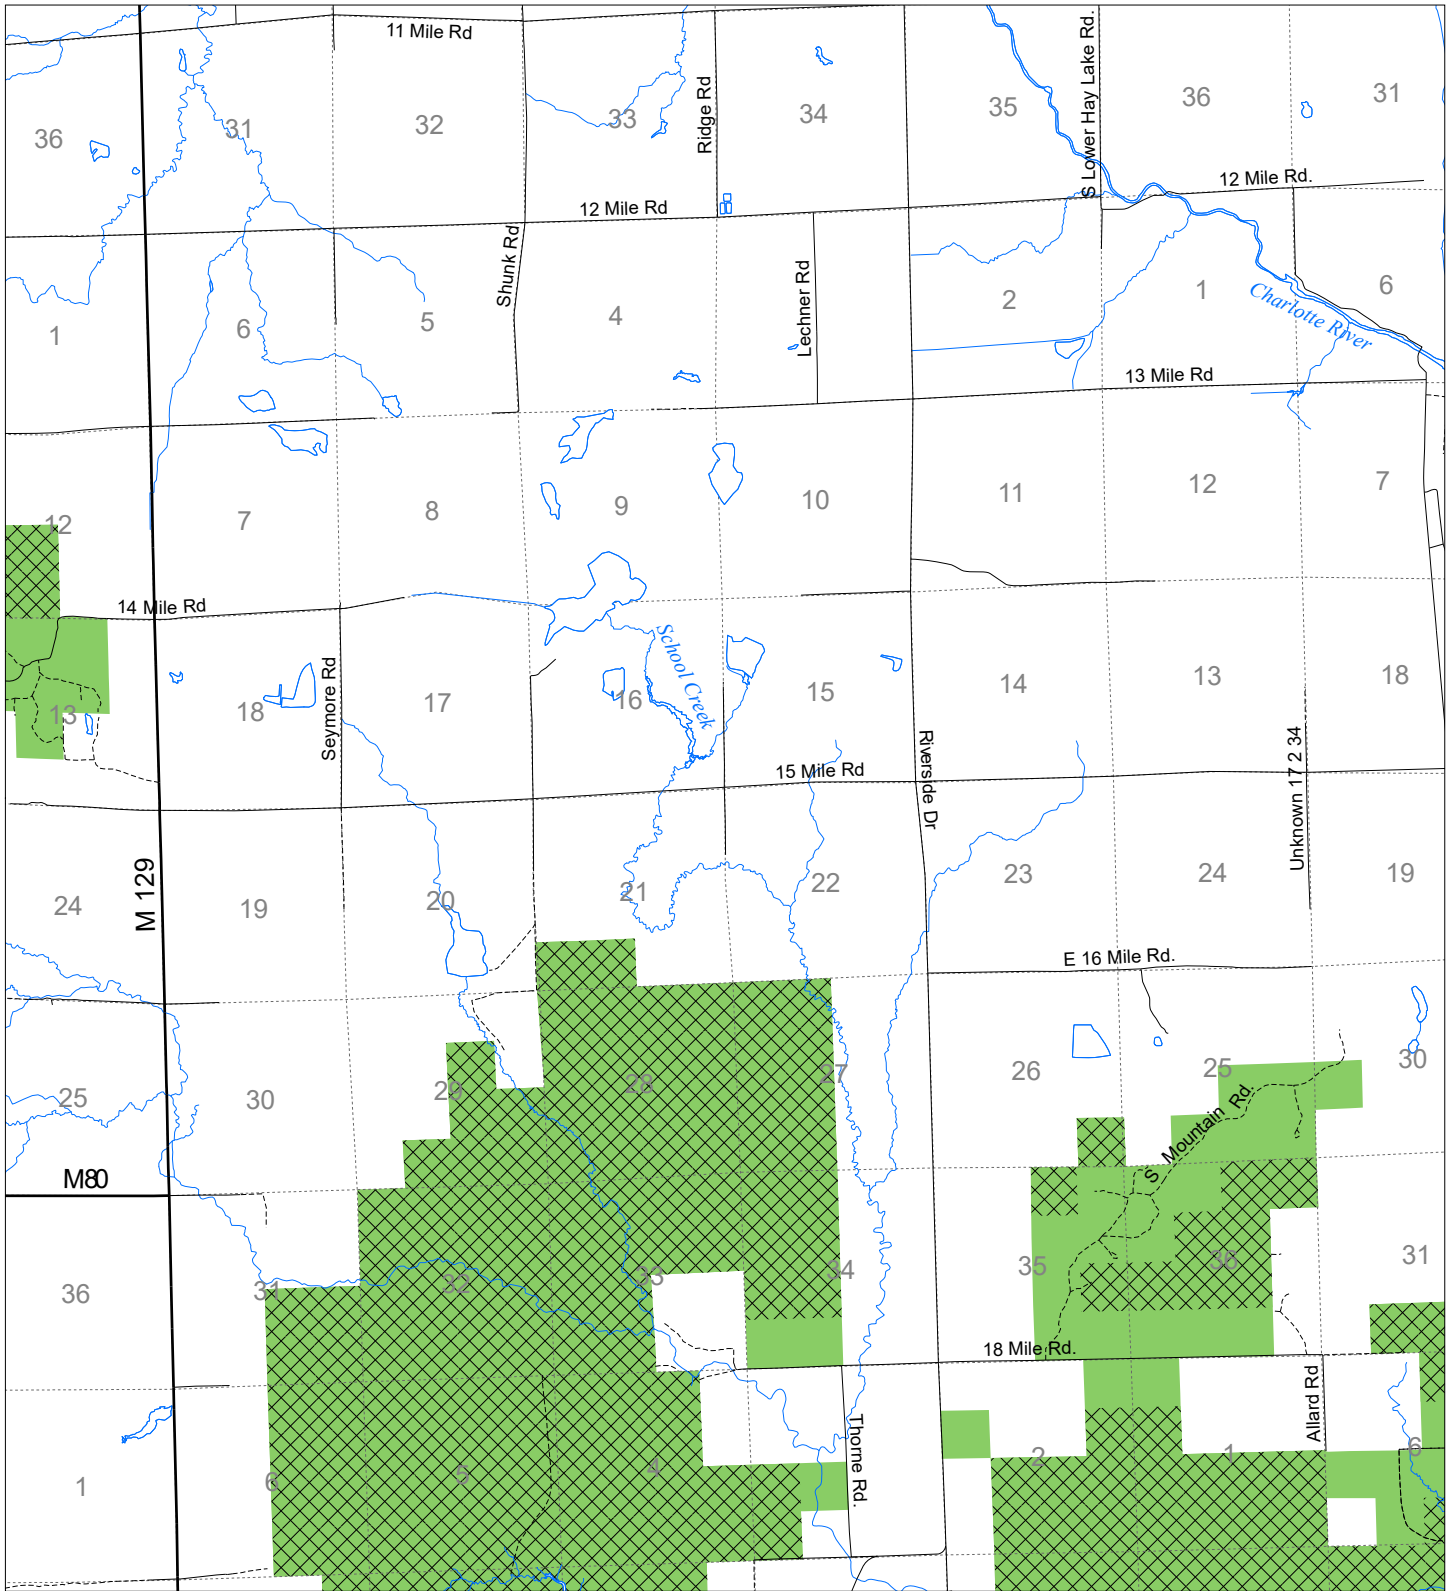 11 Mile Rd
36
31
32
33
Ridge Rd
34
35
S Lower Hay Lake Rd.
36
31
12 Mile Rd
12 Mile Rd.
1
6
5
Shunk Rd
4
Lechner Rd
2
1
6
Charlotte River
13 Mile Rd
12
7
8
9
10
11
12
7
14 Mile Rd
13
18
Seymore Rd
17
16
School Creek
15
14
13
18
15 Mile Rd
Riverside Dr
Unknown 17 2 34
24
M 129
19
20
21
22
23
24
19
E 16 Mile Rd.
25
30
29
28
27
26
25
30
S Mountain Rd.
M80
36
31
32
33
34
35
36
31
18 Mile Rd.
Allard Rd
1
6
5
4
Thorne Rd.
2
1
6